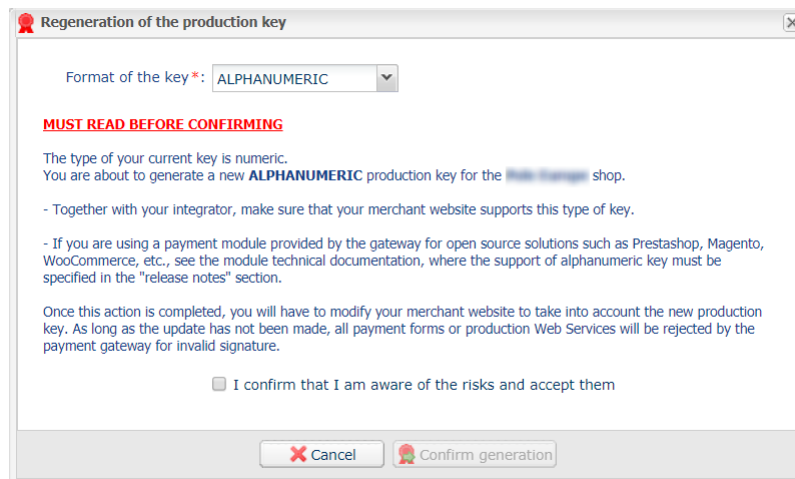 Regeneration of the production key
Format of the key*: ALPHANUMERIC
MUST READ BEFORE CONFIRMING
The type of your current key is numeric.
You are about to generate a new ALPHANUMERIC production key for the shop.
- Together with your integrator, make sure that your merchant website supports this type of key.
- If you are using a payment module provided by the gateway for open source solutions such as Prestashop, Magento,
WooCommerce, etc., see the module technical documentation, where the support of alphanumeric key must be
specified in the "release notes" section.
Once this action is completed, you will have to modify your merchant website to take into account the new production
key. As long as the update has not been made, all payment forms or production Web Services will be rejected by the
payment gateway for invalid signature.
I confirm that I am aware of the risks and accept them
Cancel Confirm generation